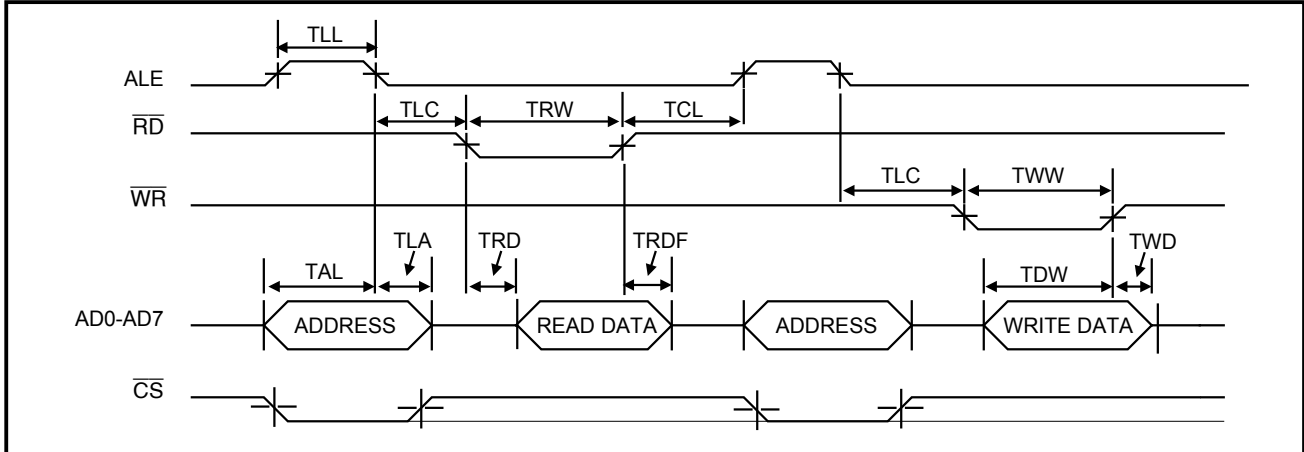 TLL
ALE
TLC TRW TCL
RD
TLC TWW
WR
TLA TRD TRDF TWD
TAL TDW
AD0-AD7 ADDRESS READ DATA ADDRESS WRITE DATA
CS